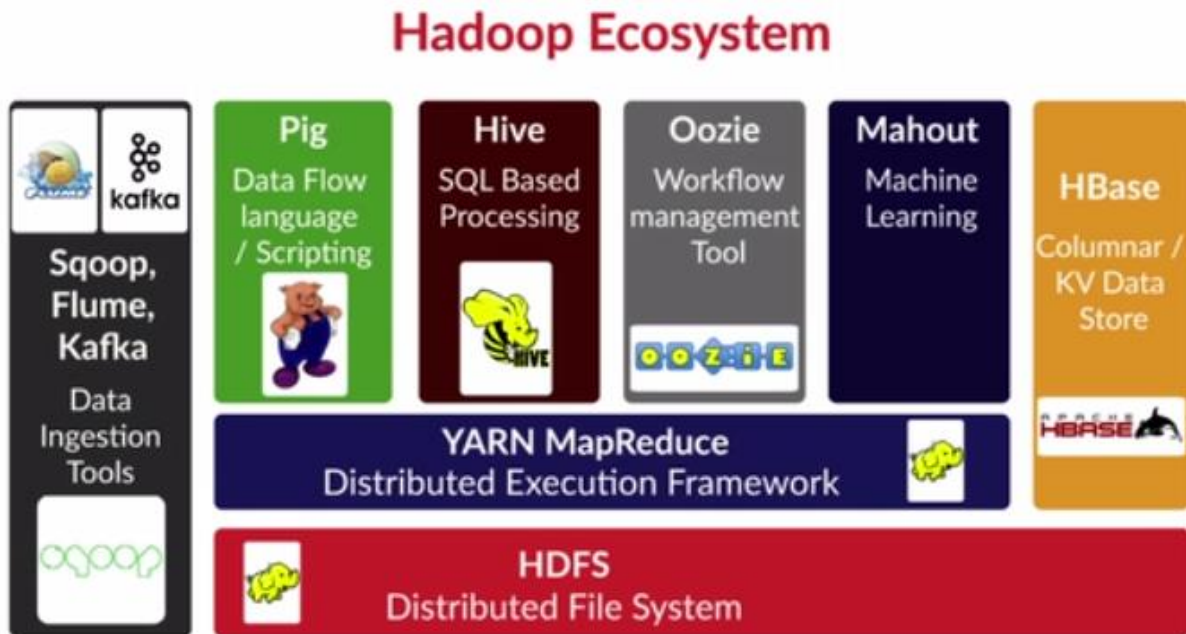 Hadoop Ecosystem
kafka
Sqoop,
Flume,
Kafka
Data
Ingestion
Tools
sqoop
Pig
Data Flow
language
/ Scripting
Hive
SQL Based
Processing
HIVE
Oozie
Workflow
management
Tool
OOZiE
Mahout
Machine
Learning
HBase
Columnar /
KV Data
Store
APACHE
HBASE
YARN MapReduce
Distributed Execution Framework
HDFS
Distributed File System